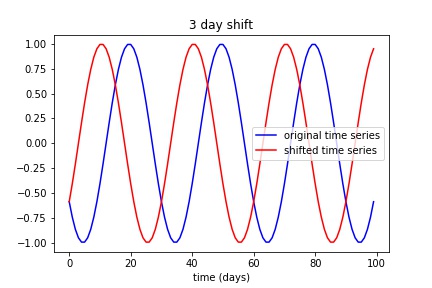 3 day shift
1.00
0.75
0.50
0.25
0.00
−0.25
−0.50
−0.75
−1.00
original time series
shifted time series
0 20 40 60 80 100
time (days)